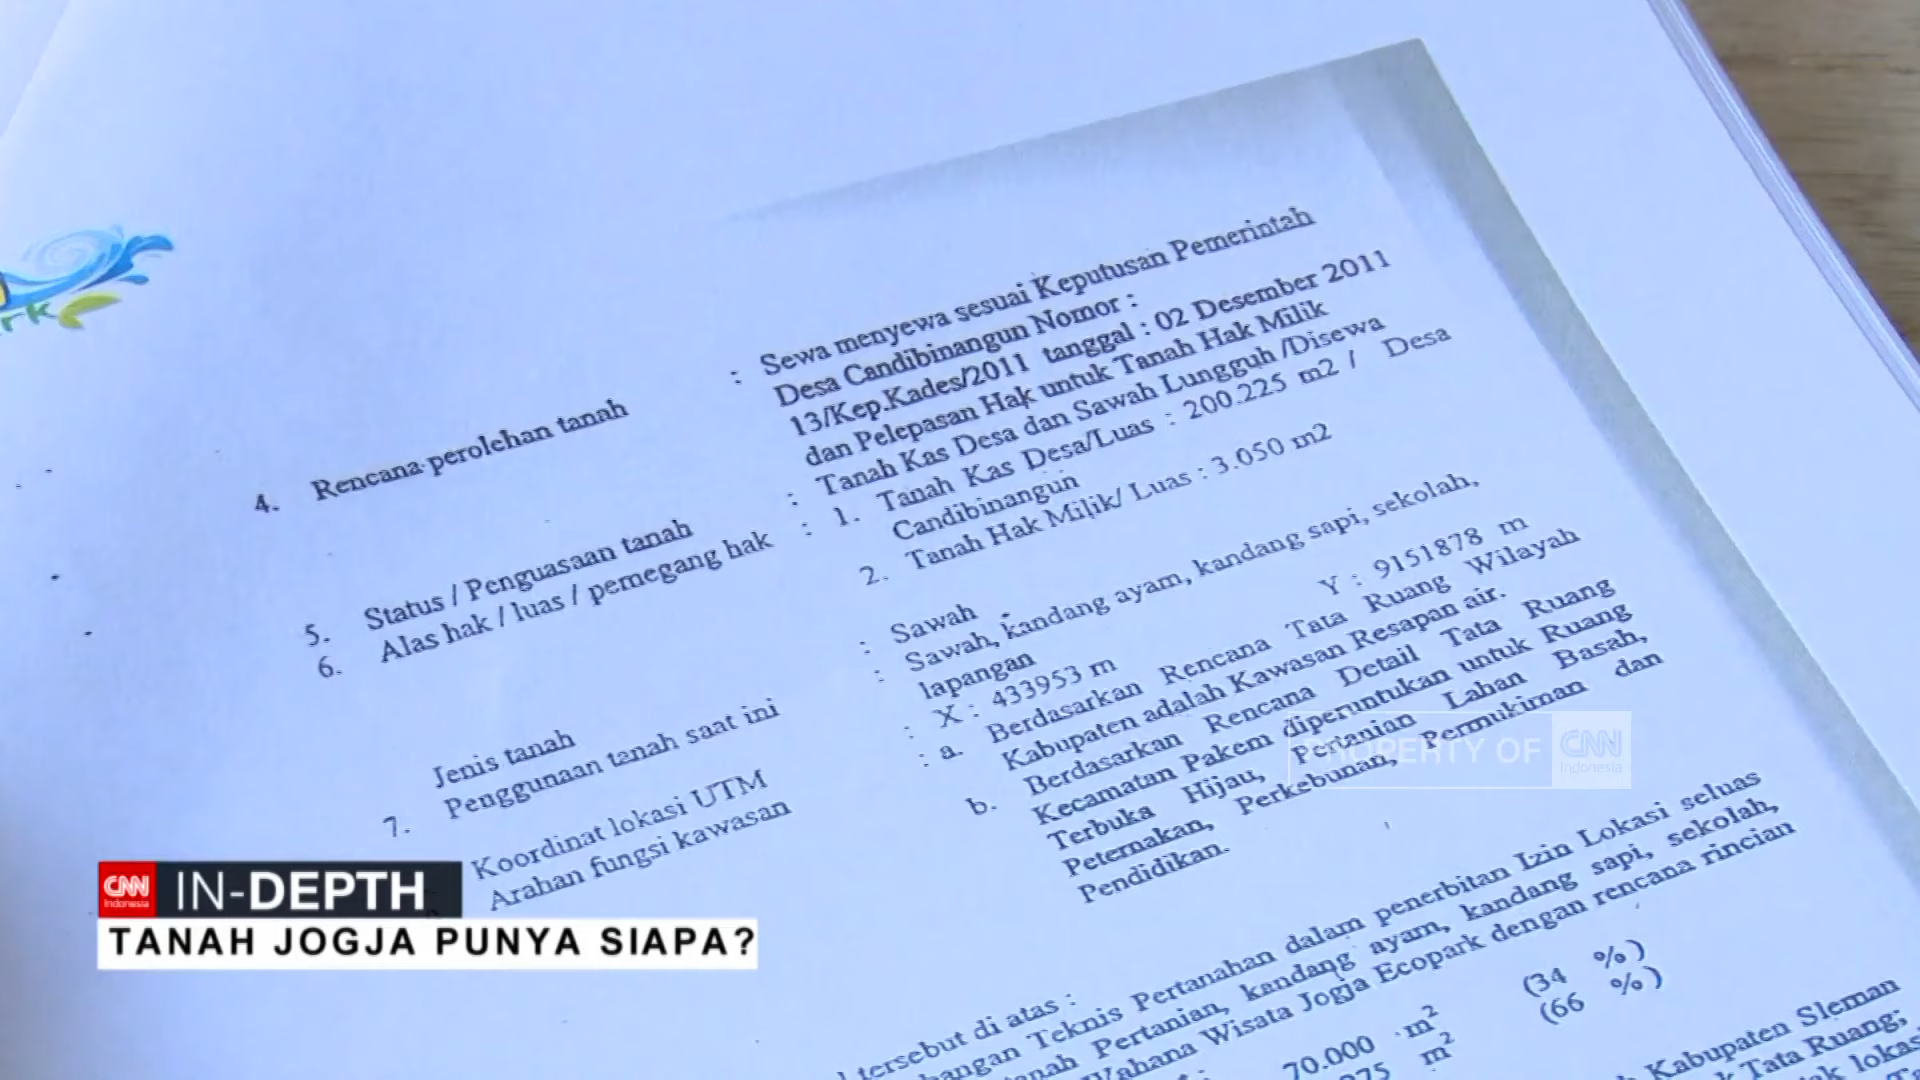 rk
Sewa menyewa sesuai Keputusan Pemerintah
Desa Candibinangun Nomor :
4. Rencana perolehan tanah : 13/Kep.Kades/2011 tanggal : 02 Desember 2011
dan Pelepasan Hak untuk Tanah Hak Milik
5. Status / Penguasaan tanah : Tanah Kas Desa dan Sawah Lungguh /Disewa
6. Alas hak / luas / pemegang hak : 1. Tanah Kas Desa/Luas : 200.225 m2 / Desa
Candibinangun
2. Tanah Hak Milik/ Luas : 3.050 m2
Jenis tanah : Sawah
7. Penggunaan tanah saat ini : Sawah, kandang ayam, kandang sapi, sekolah,
lapangan
Koordinat lokasi UTM : X : 433953 m Y : 9151878 m
Arahan fungsi kawasan : a. Berdasarkan Rencana Tata Ruang Wilayah
Kabupaten adalah Kawasan Resapan air.
b. Berdasarkan Rencana Detail Tata Ruang
Kecamatan Pakem diperuntukan untuk Ruang
Terbuka Hijau, Pertanian Lahan Basah,
Peternakan, Perkebunan, Permukiman dan
Pendidikan.
tersebut di atas :
Teknis Pertanahan dalam penerbitan Izin Lokasi seluas
Pertanian, kandang ayam, kandang sapi, sekolah,
Wahana Wisata Jogja Ecopark dengan rencana rincian
70.000 m² (34 %)
m² (66 %)
Kabupaten Sleman
Tata Ruang;
PROPERTY OF CNN
Indonesia
CNN
Indonesia
IN-DEPTH
TANAH JOGJA PUNYA SIAPA?